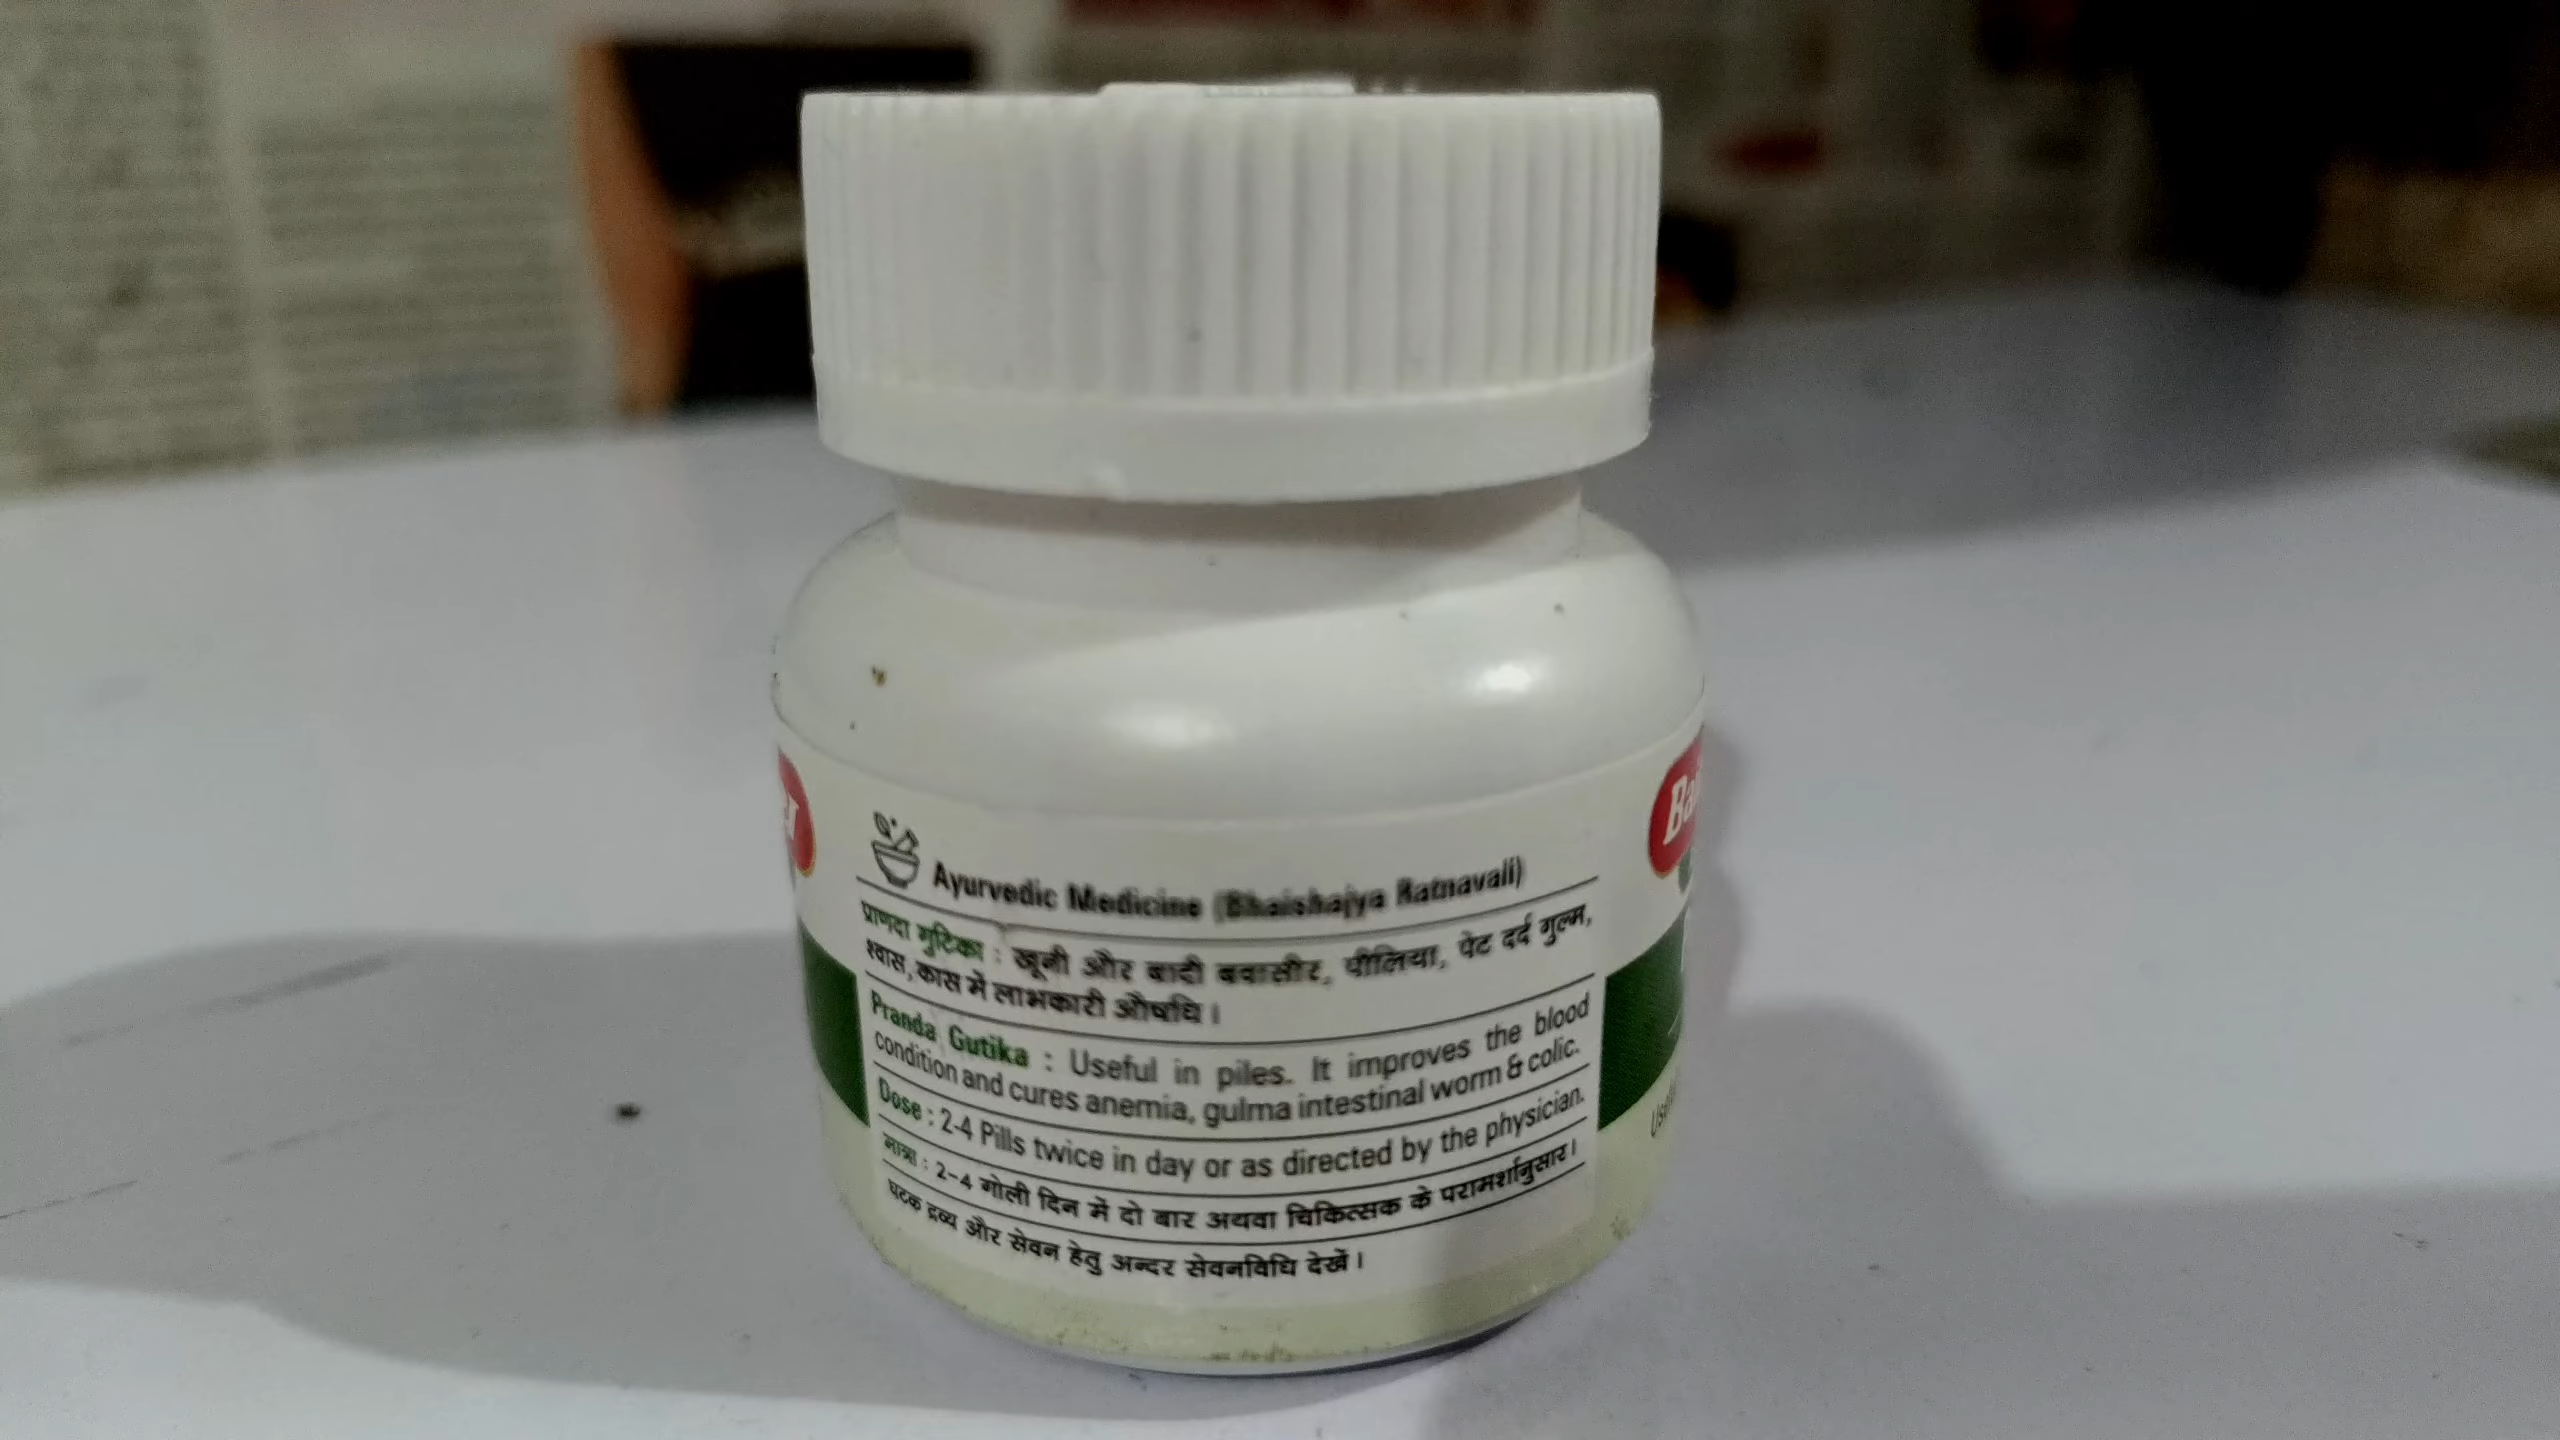 Ayurvedic Medicine (Bhaishajya Ratnavali)
प्राणदा गुटिका : खूनी और बादी बवासीर, पीलिया, पेट दर्द गुल्म,
श्वास, कास में लाभकारी औषधि।
Pranda Gutika : Useful in piles. It improves the blood
condition and cures anemia, gulma intestinal worm & colic.
Dose : 2-4 Pills twice in day or as directed by the physician.
मात्रा : 2-4 गोली दिन में दो बार अथवा चिकित्सक के परामर्शानुसार।
घटक द्रव्य और सेवन हेतु अन्दर सेवनविधि देखें।